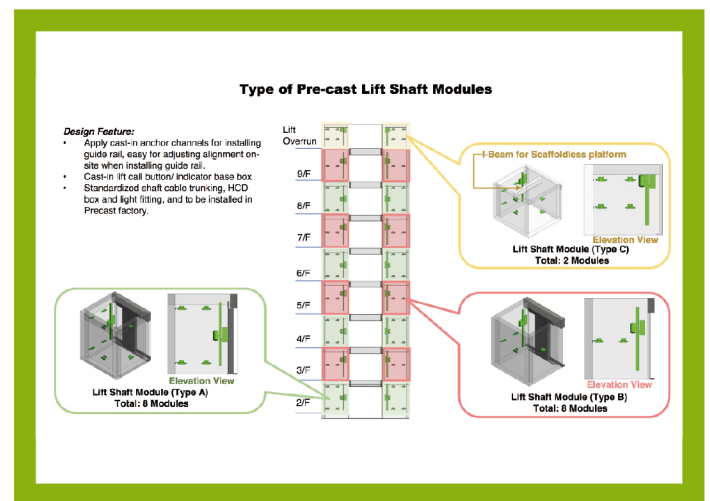 Type of Pre-cast Lift Shaft Modules
Design Feature:
• Apply cast-in anchor channels for installing
guide rail, easy for adjusting alignment on-
site when installing guide rail.
• Cast-in lift call button/ indicator base box
• Standardized shaft cable trunking, HCD
box and light fitting, and to be installed in
Precast factory.
Lift
Overrun
9/F
8/F
7/F
6/F
5/F
4/F
3/F
2/F
I-Beam for Scaffoldless platform
Elevation View
Lift Shaft Module (Type C)
Total: 2 Modules
Elevation View
Lift Shaft Module (Type A)
Total: 8 Modules
Elevation View
Lift Shaft Module (Type B)
Total: 8 Modules